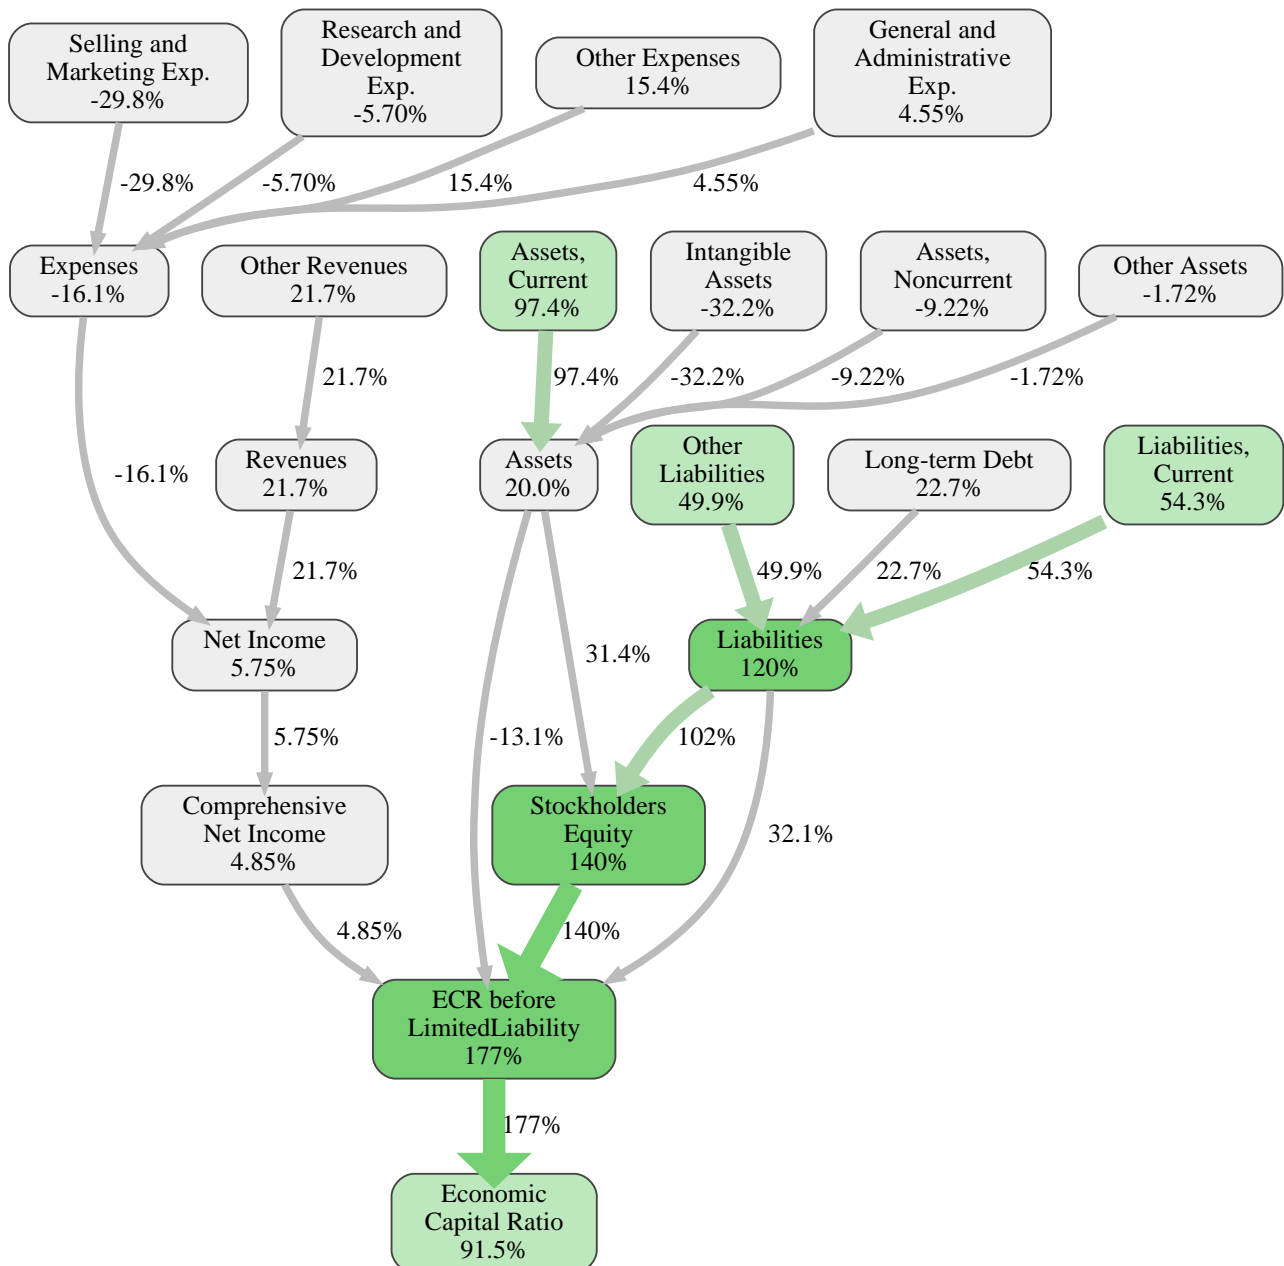 Selling and
Marketing Exp.
-29.8%
Research and
Development
Exp.
-5.70%
Other Expenses
15.4%
General and
Administrative
Exp.
4.55%
-29.8%
-5.70%
15.4%
4.55%
Expenses
-16.1%
Other Revenues
21.7%
Assets,
Current
97.4%
Intangible
Assets
-32.2%
Assets,
Noncurrent
-9.22%
Other Assets
-1.72%
21.7%
97.4%
-32.2%
-9.22%
-1.72%
-16.1%
Revenues
21.7%
Assets
20.0%
Other
Liabilities
49.9%
Long-term Debt
22.7%
Liabilities,
Current
54.3%
21.7%
49.9%
22.7%
54.3%
Net Income
5.75%
31.4%
Liabilities
120%
5.75%
-13.1%
102%
Comprehensive
Net Income
4.85%
Stockholders
Equity
140%
32.1%
4.85%
140%
ECR before
LimitedLiability
177%
177%
Economic
Capital Ratio
91.5%